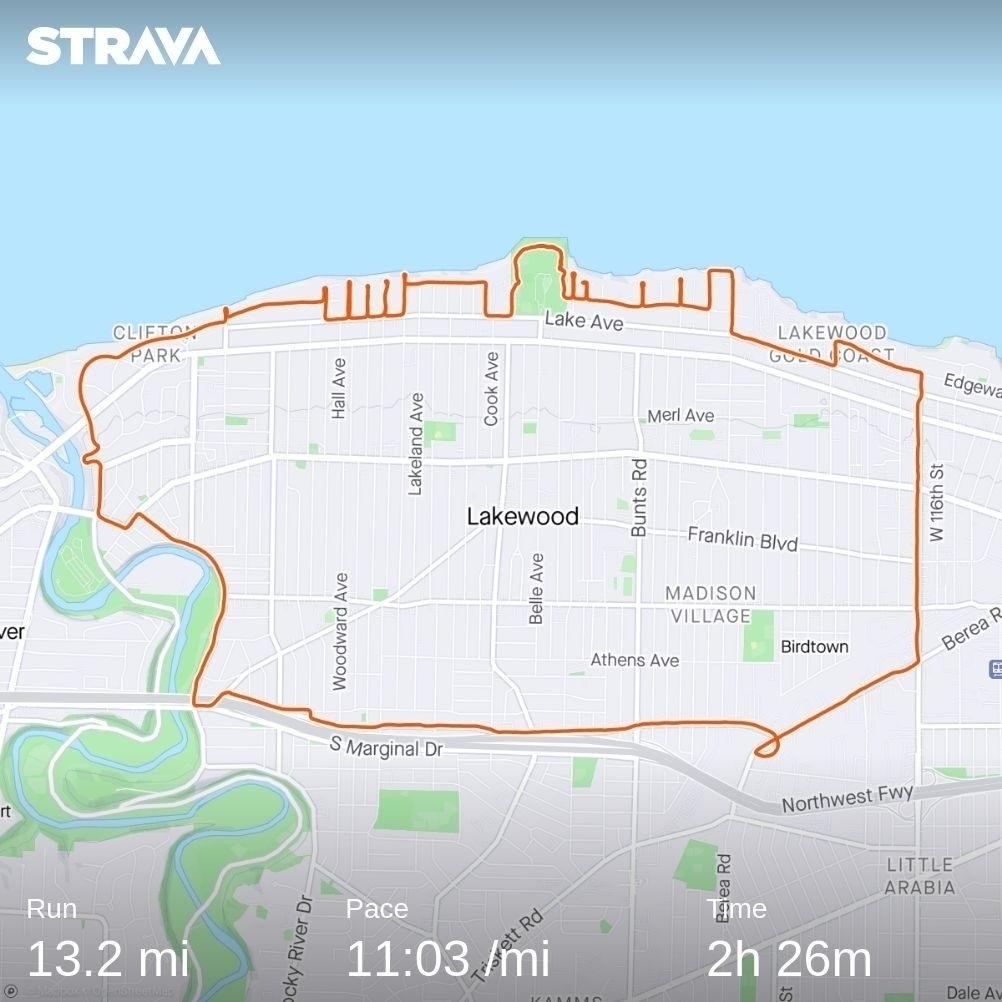 STRAVA
CLIFTON
PARK
Lake Ave
LAKEWOOD
GOLD COAST
Edgewa
Hall Ave
Lakeland Ave
Cook Ave
Merl Ave
Bunts Rd
W 116th St
Lakewood
Franklin Blvd
Belle Ave
Woodward Ave
MADISON
VILLAGE
ver
Birdtown
Berea R
Athens Ave
S Marginal Dr
Northwest Fwy
rt
LITTLE
ARABIA
Berea Rd
ocky River Dr
Triskett Rd
Run
Pace
Time
13.2 mi
11:03 /mi
2h 26m
St
KAMMS
Dale Av
© Mapbox © OpenStreetMap